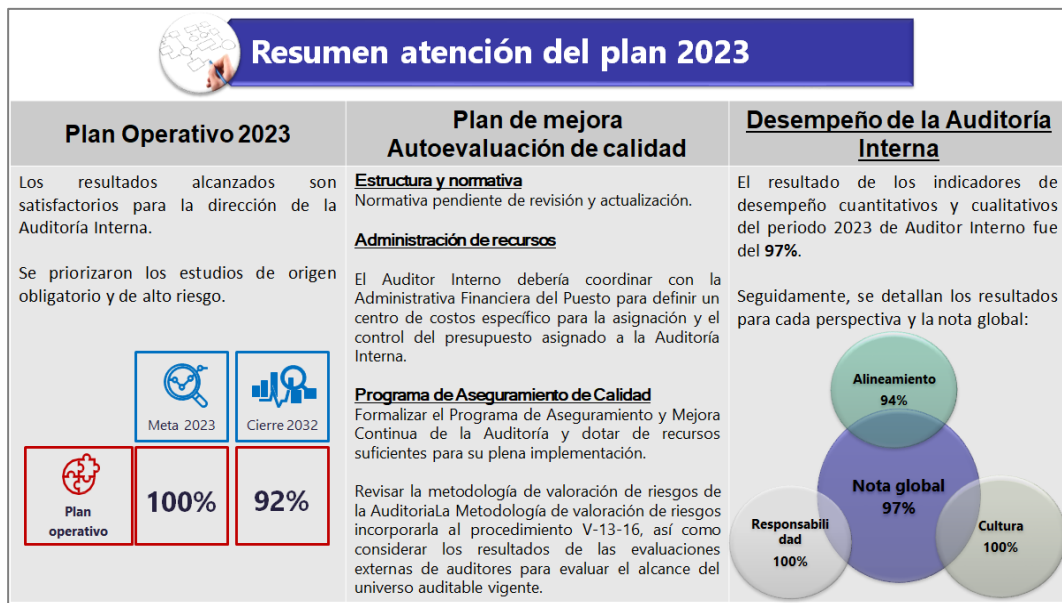 Resumen atención del plan 2023
Plan Operativo 2023
Los resultados alcanzados son
satisfactorios para la dirección de la
Auditoría Interna.
Se priorizaron los estudios de origen
obligatorio y de alto riesgo.
Meta 2023
Cierre 2032
Plan
operativo
100%
92%
Plan de mejora
Autoevaluación de calidad
Estructura y normativa
Normativa pendiente de revisión y actualización.
Administración de recursos
El Auditor Interno debería coordinar con la
Administrativa Financiera del Puesto para definir un
centro de costos específico para la asignación y el
control del presupuesto asignado a la Auditoría
Interna.
Programa de Aseguramiento de Calidad
Formalizar el Programa de Aseguramiento y Mejora
Continua de la Auditoría y dotar de recursos
suficientes para su plena implementación.
Revisar la metodología de valoración de riesgos de
la AuditoriaLa Metodología de valoración de riesgos
incorporarla al procedimiento V-13-16, así como
considerar los resultados de las evaluaciones
externas de auditores para evaluar el alcance del
universo auditable vigente.
Desempeño de la Auditoría
Interna
El resultado de los indicadores de
desempeño cuantitativos y cualitativos
del periodo 2023 de Auditor Interno fue
del 97%.
Seguidamente, se detallan los resultados
para cada perspectiva y la nota global:
Alineamiento
94%
Nota global
97%
Responsabili
dad
100%
Cultura
100%